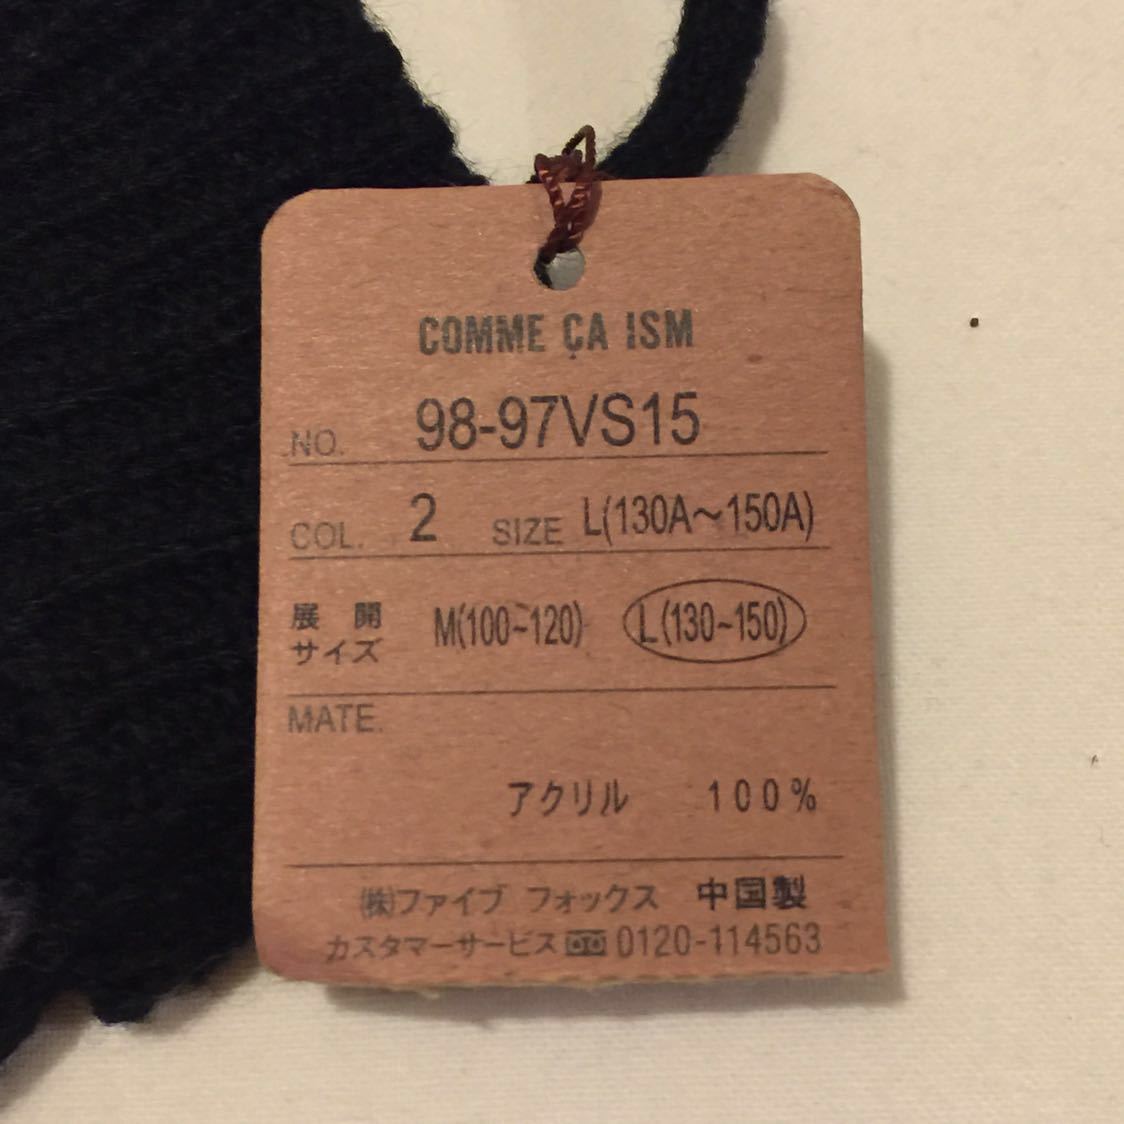 COMME ÇA ISM
NO. 98-97VS15
COL. 2 SIZE L(130A～150A)
展開 M(100~120) L(130~150)
サイズ
MATE.
アクリル 100%
㈱ファイブ フォックス 中国製
カスタマーサービス 0120-114563